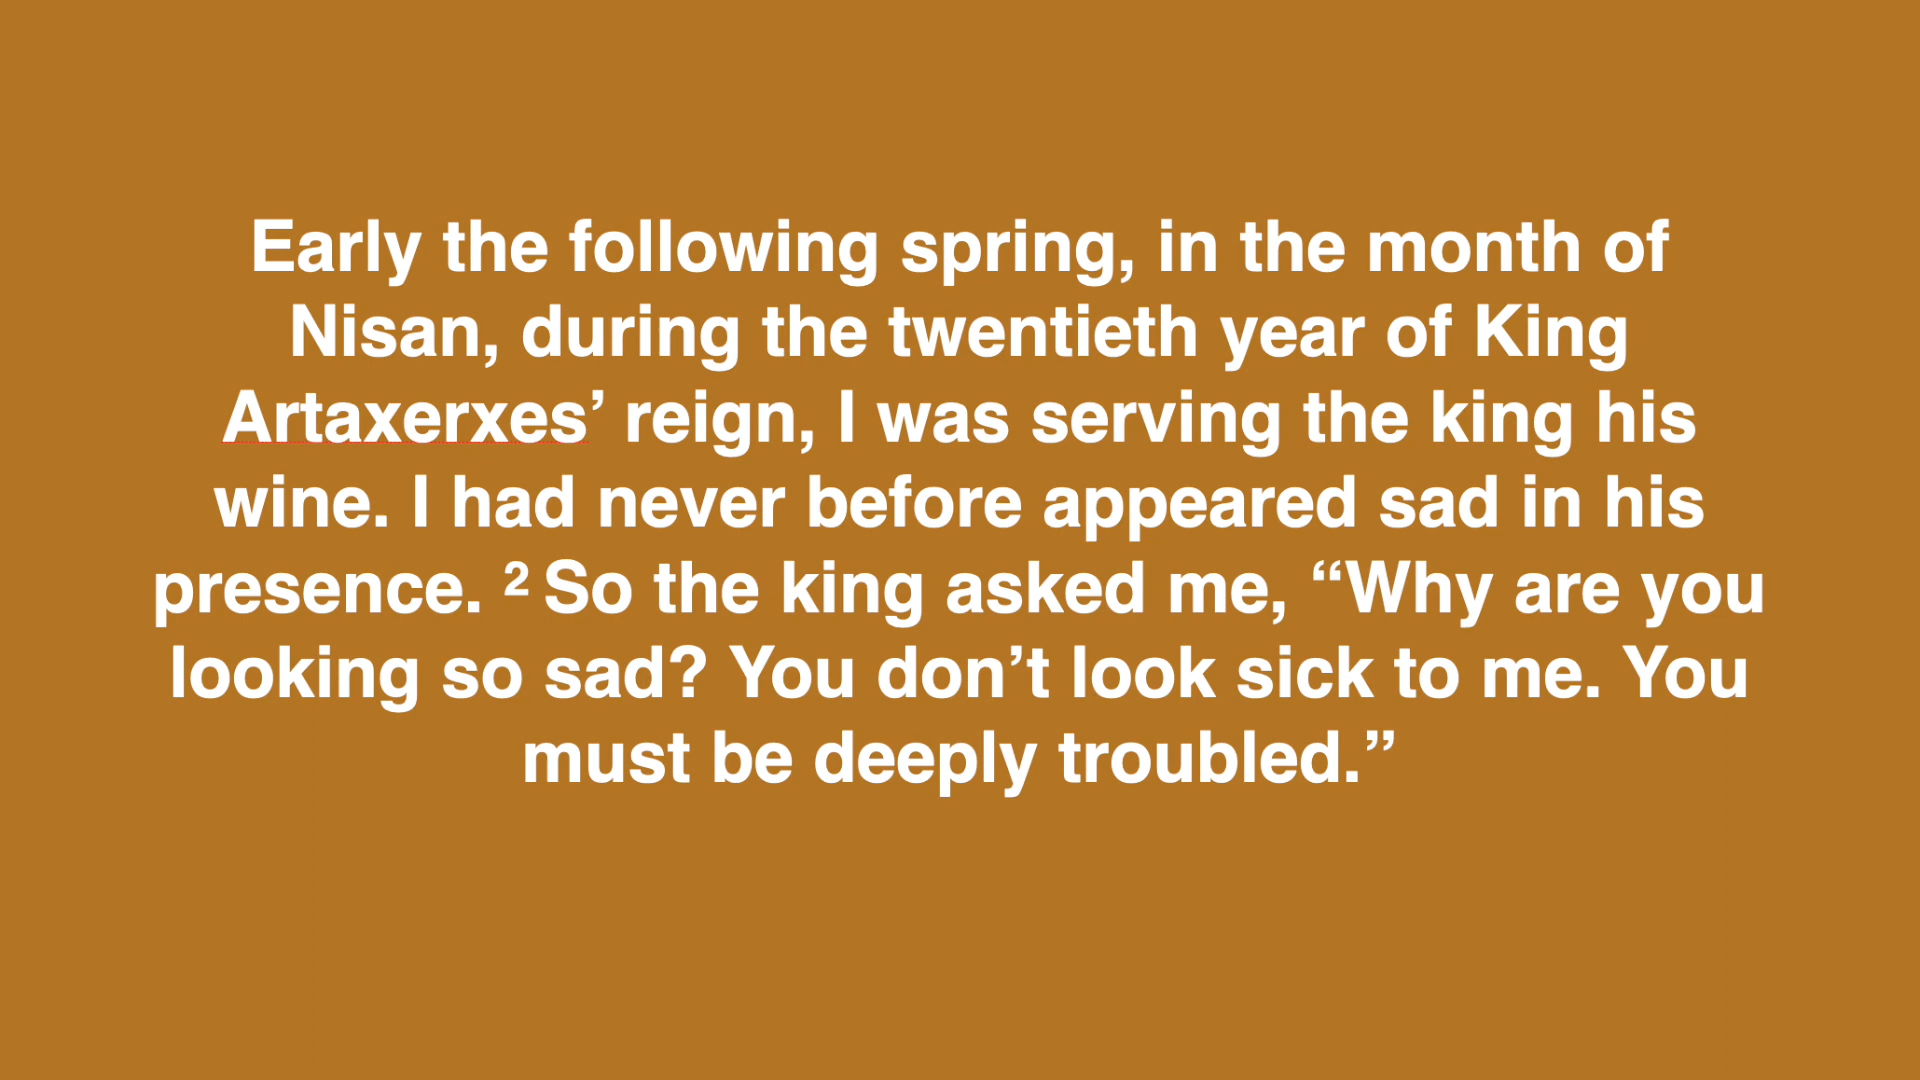 Early the following spring, in the month of
Nisan, during the twentieth year of King
Artaxerxes’ reign, I was serving the king his
wine. I had never before appeared sad in his
presence. ² So the king asked me, “Why are you
looking so sad? You don’t look sick to me. You
must be deeply troubled.”